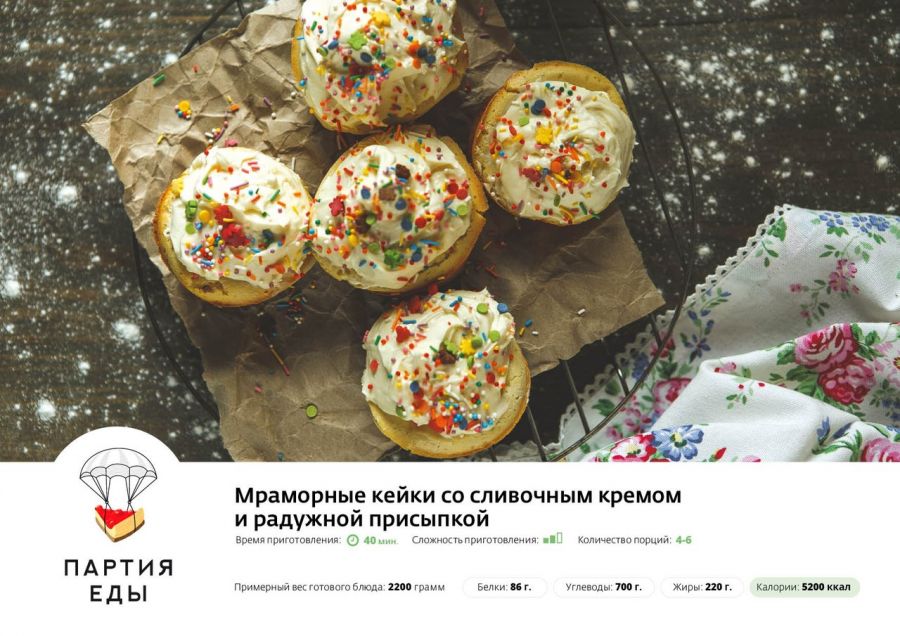 Мраморные кейки со сливочным кремом
и радужной присыпкой
Время приготовления: 40 мин. Сложность приготовления: Количество порций: 4-6
ПАРТИЯ
ЕДЫ
Примерный вес готового блюда: 2200 грамм Белки: 86 г. Углеводы: 700 г. Жиры: 220 г. Калории: 5200 ккал